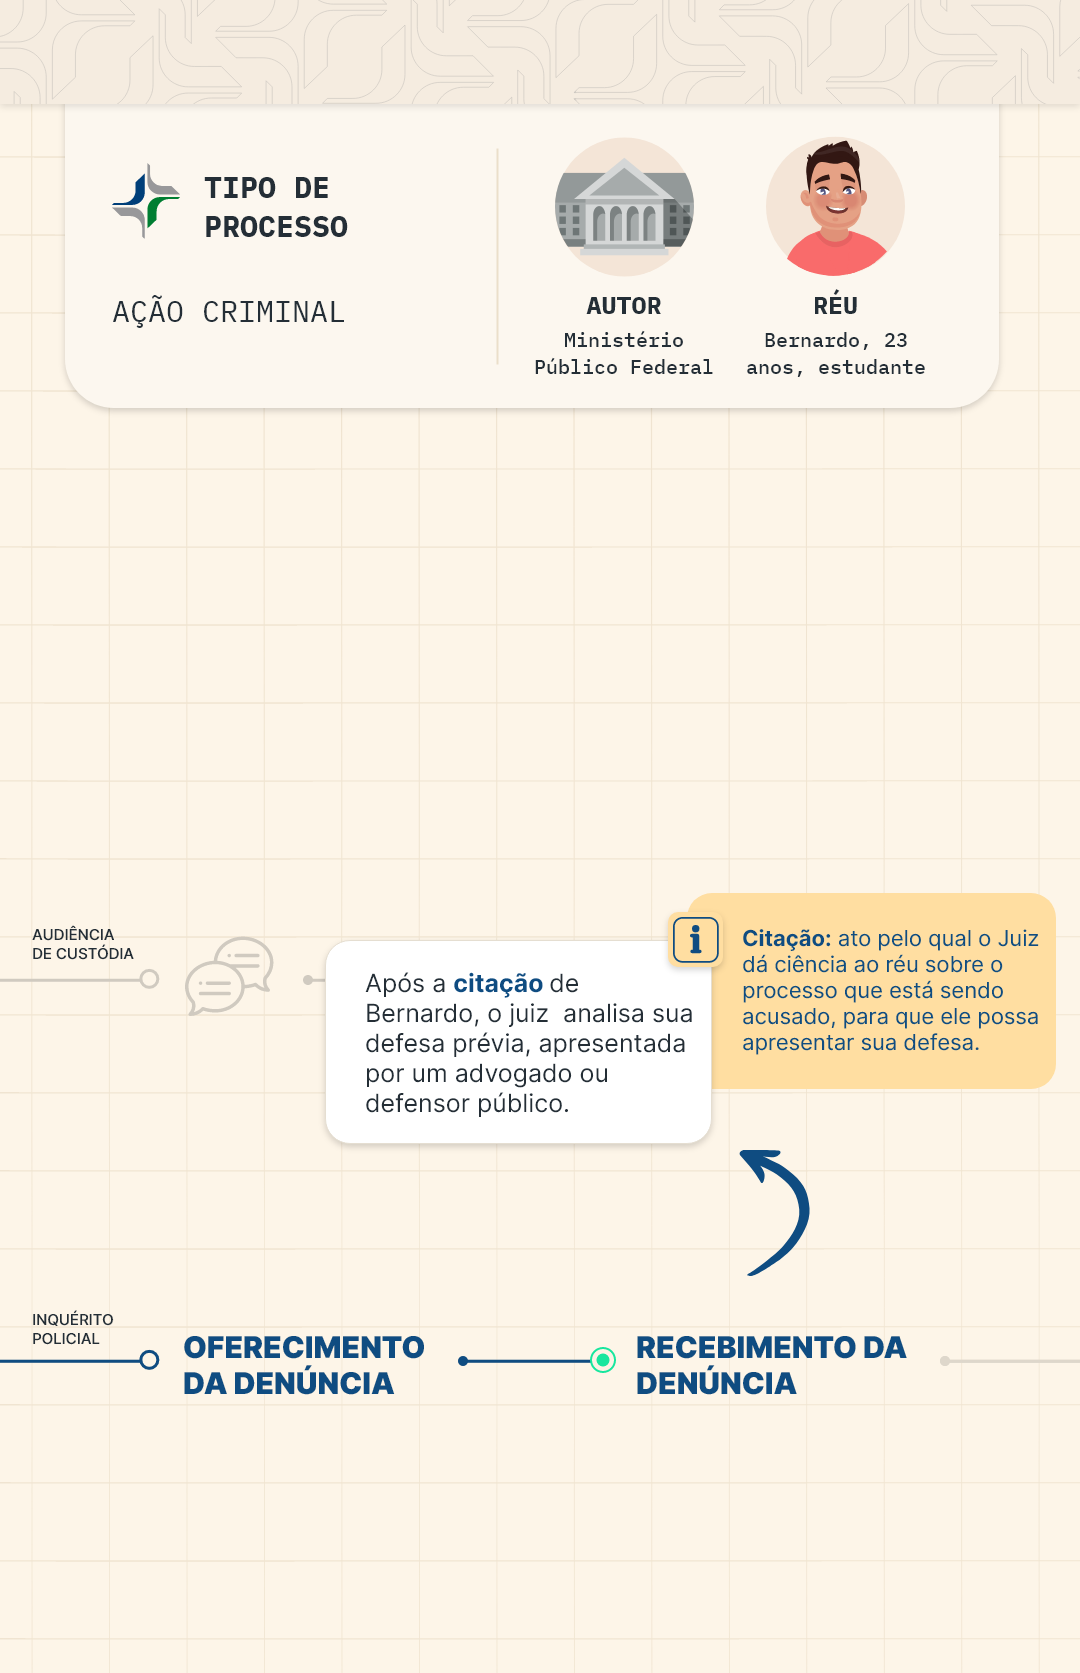 TIPO DE
PROCESSO
AÇÃO CRIMINAL
AUTOR
Ministério
Público Federal
RÉU
Bernardo, 23
anos, estudante
AUDIÊNCIA
DE CUSTÓDIA
Após a citação de
Bernardo, o juiz  analisa sua
defesa prévia, apresentada
por um advogado ou
defensor público.
i
Citação: ato pelo qual o Juiz
dá ciência ao réu sobre o
processo que está sendo
acusado, para que ele possa
apresentar sua defesa.
INQUÉRITO
POLICIAL
OFERECIMENTO
DA DENÚNCIA
RECEBIMENTO DA
DENÚNCIA